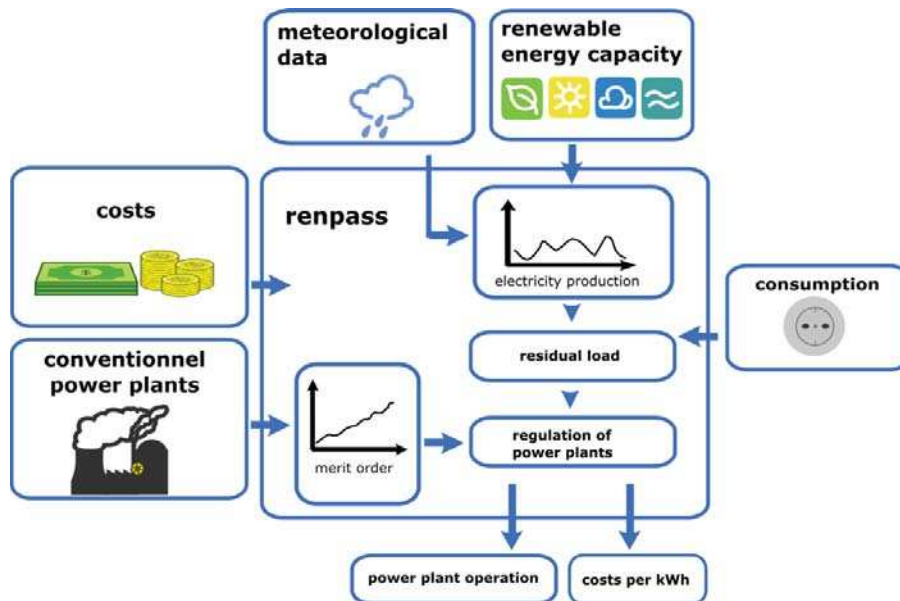 meteorological
data
renewable
energy capacity
costs
renpass
electricity production
consumption
residual load
conventionnel
power plants
merit order
regulation of
power plants
power plant operation
costs per kWh